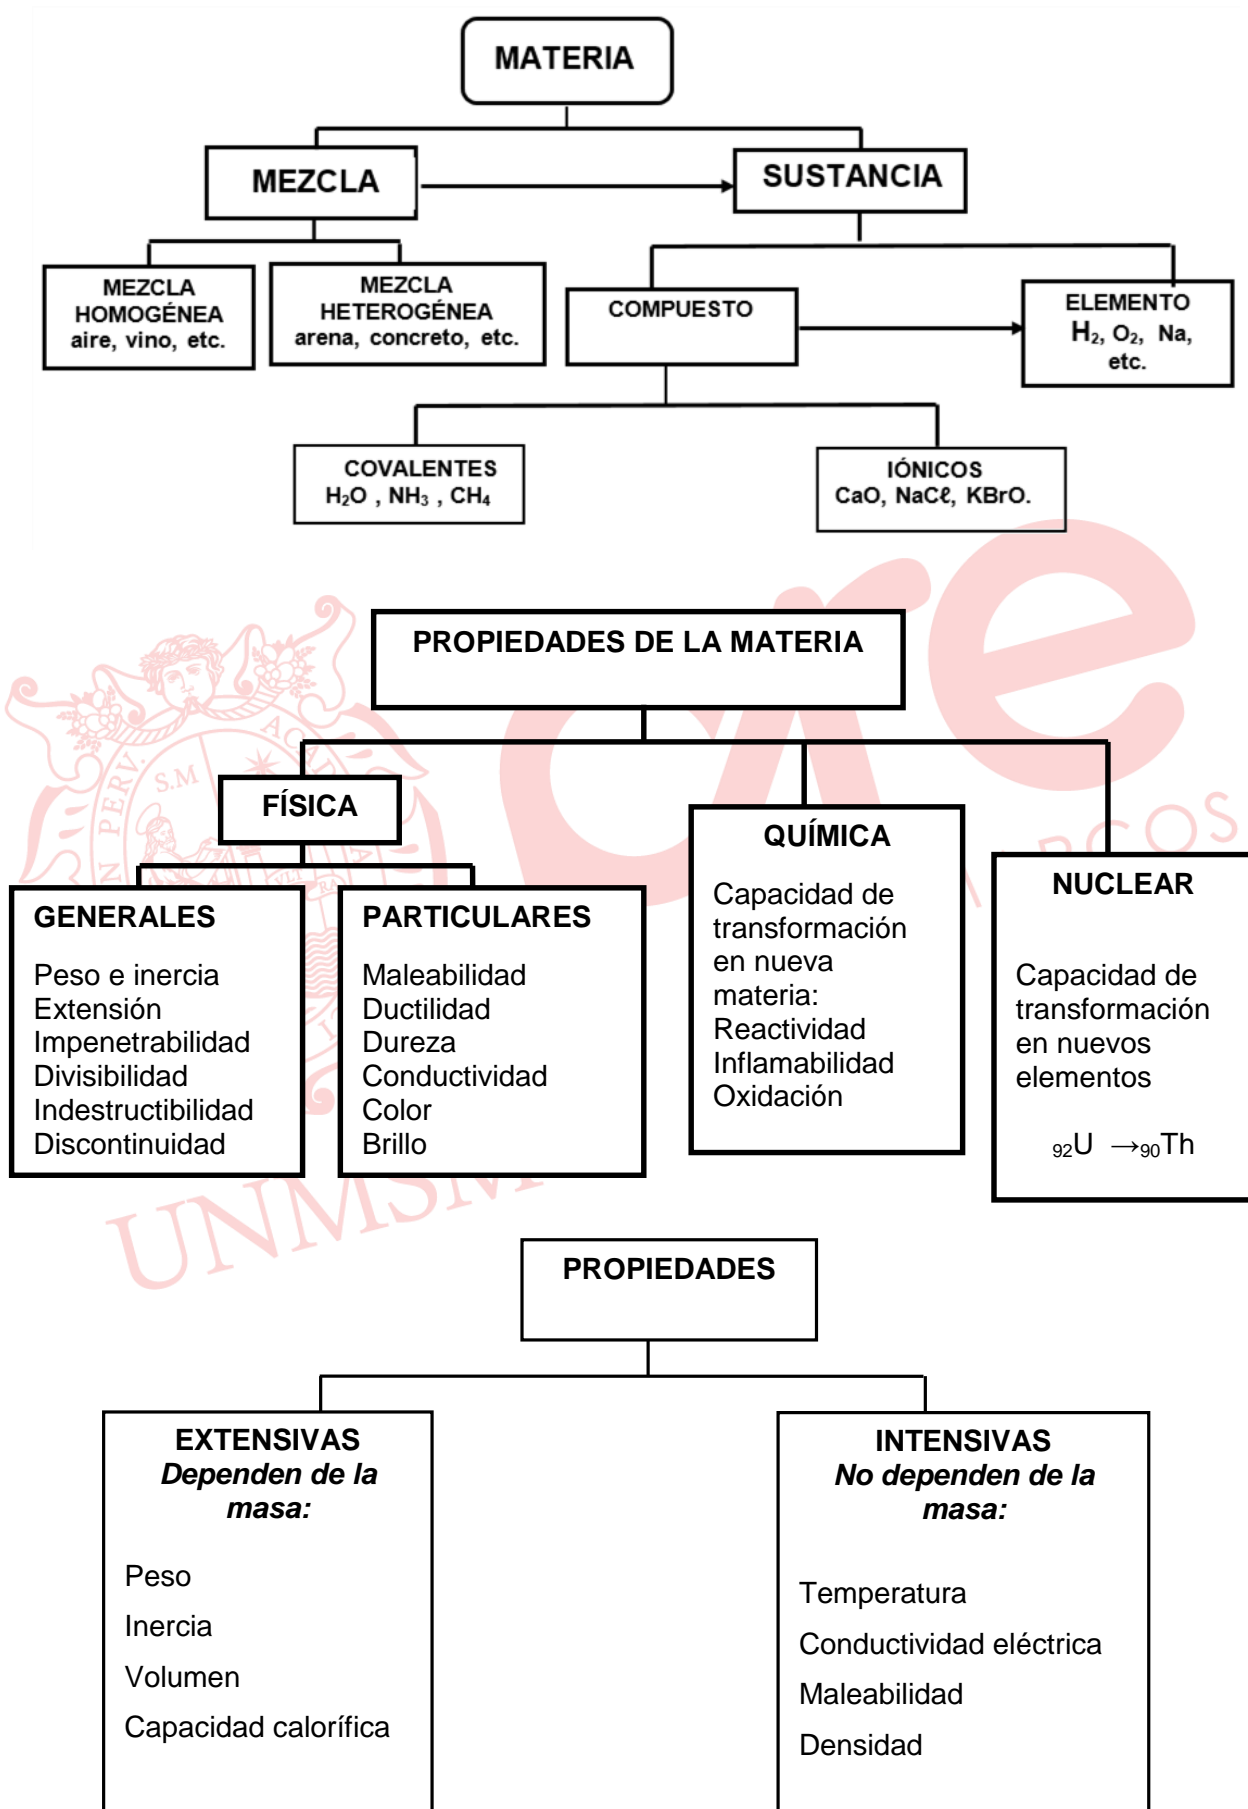 MATERIA
MEZCLA
SUSTANCIA
MEZCLA
HOMOGÉNEA
aire, vino, etc.
MEZCLA
HETEROGÉNEA
arena, concreto, etc.
COMPUESTO
ELEMENTO
H₂, O₂, Na,
etc.
COVALENTES
H₂O , NH₃ , CH₄
IÓNICOS
CaO, NaCℓ, KBrO.
PROPIEDADES DE LA MATERIA
FÍSICA
GENERALES
Peso e inercia
Extensión
Impenetrabilidad
Divisibilidad
Indestructibilidad
Discontinuidad
PARTICULARES
Maleabilidad
Ductilidad
Dureza
Conductividad
Color
Brillo
QUÍMICA
Capacidad de
transformación
en nueva
materia:
Reactividad
Inflamabilidad
Oxidación
NUCLEAR
Capacidad de
transformación
en nuevos
elementos
₉₂U →₉₀Th
S.M
UNMSM
PROPIEDADES
EXTENSIVAS
Dependen de la
masa:
Peso
Inercia
Volumen
Capacidad calorífica
INTENSIVAS
No dependen de la
masa:
Temperatura
Conductividad eléctrica
Maleabilidad
Densidad